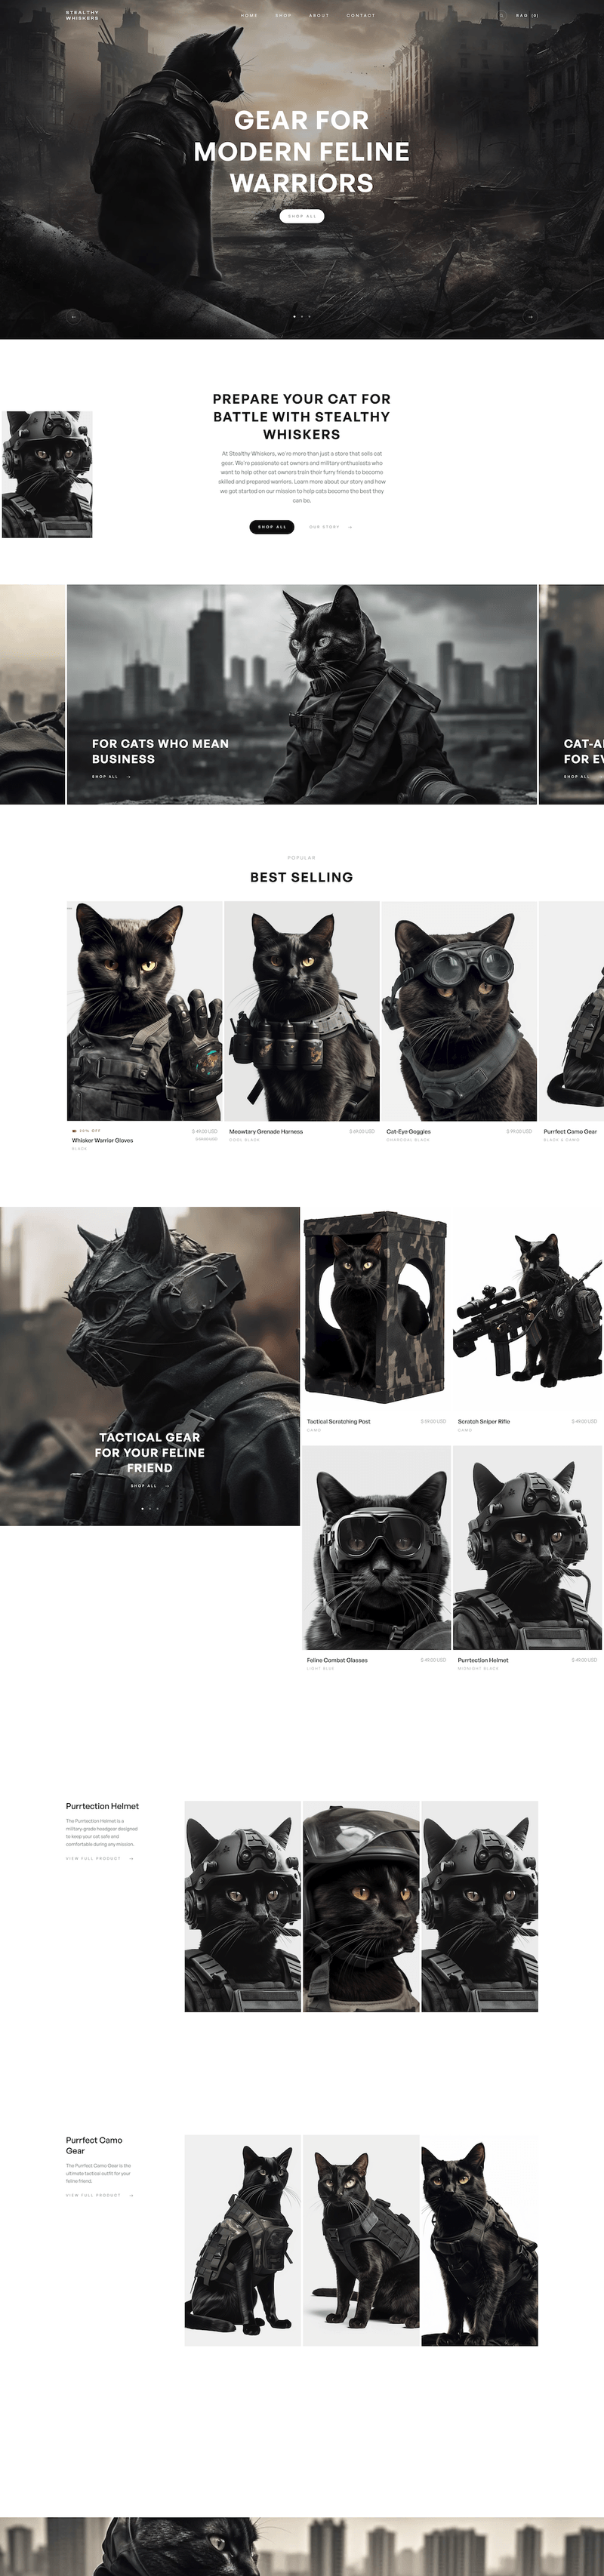 STEALTHY
WHISKERS
HOME SHOP ABOUT CONTACT
BAG (0)
GEAR FOR
MODERN FELINE
WARRIORS
SHOP ALL
PREPARE YOUR CAT FOR
BATTLE WITH STEALTHY
WHISKERS
At Stealthy Whiskers, we're more than just a store that sells cat
gear. We're passionate cat owners and military enthusiasts who
want to help other cat owners train their furry friends to become
skilled and prepared warriors. Learn more about our story and how
we got started on our mission to help cats become the best they
can be.
SHOP ALL OUR STORY →
FOR CATS WHO MEAN
BUSINESS
SHOP ALL →
CAT-A
FOR EV
SHOP ALL →
POPULAR
BEST SELLING
10% OFF $ 49.00 USD
Whisker Warrior Gloves
BLACK
Meowtary Grenade Harness $ 69.00 USD
COOL BLACK
Cat-Eye Goggles $ 99.00 USD
CHARCOAL BLACK
Purrfect Camo Gear
BLACK & CAMO
TACTICAL GEAR
FOR YOUR FELINE
FRIEND
SHOP ALL →
Tactical Scratching Post $ 59.00 USD
CAMO
Scratch Sniper Rifle $ 49.00 USD
CAMO
Feline Combat Glasses $ 49.00 USD
LIGHT BLUE
Purrtection Helmet $ 99.00 USD
MIDNIGHT BLACK
Purrtection Helmet
The Purrtection Helmet is a
military-grade headgear designed
to keep your cat safe and
comfortable during any mission.
VIEW FULL PRODUCT →
Purrfect Camo
Gear
The Purrfect Camo Gear is the
ultimate tactical outfit for your
feline friend.
VIEW FULL PRODUCT →